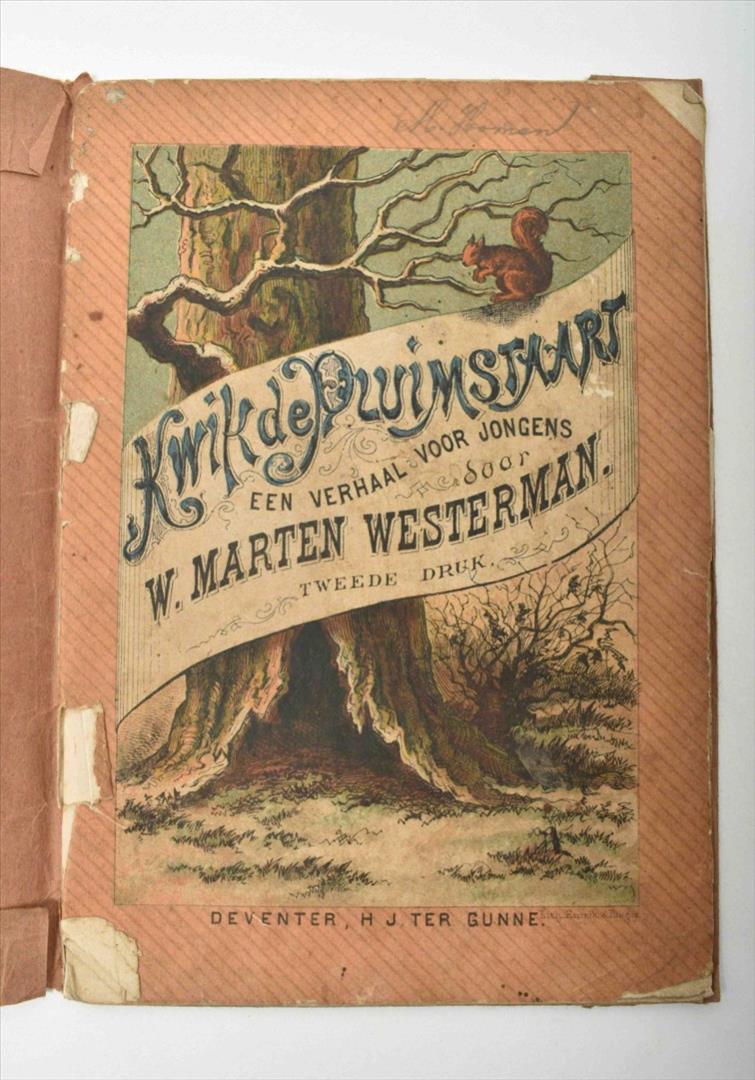 Kwik de Pluimstaart
EEN VERHAAL VOOR JONGENS
door
W. MARTEN WESTERMAN.
TWEEDE DRUK.
DEVENTER, H J. TER GUNNE.